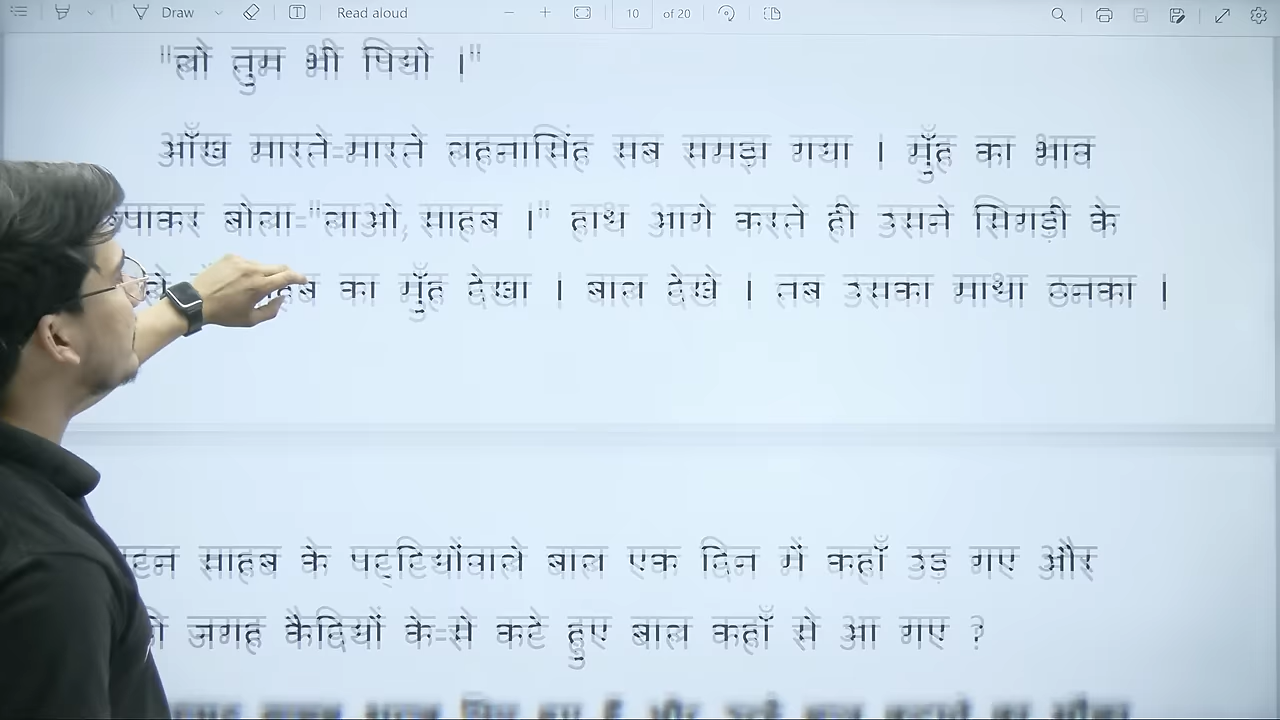 Draw
Read aloud
10
of 20
"लो तुम भी पियो ।"
आँख मारते-मारते लहनासिंह सब समझ गया । मुँह का भाव
छिपाकर बोला-"लाओ, साहब ।" हाथ आगे करते ही उसने सिगड़ी के
का मुँह देखा । बाल देखे । तब उसका माथा ठनका ।
साहब के पट्टियोंवाले बाल एक दिन में कहाँ उड़ गए और
जगह कैदियों के-से कटे हुए बाल कहाँ से आ गए ?